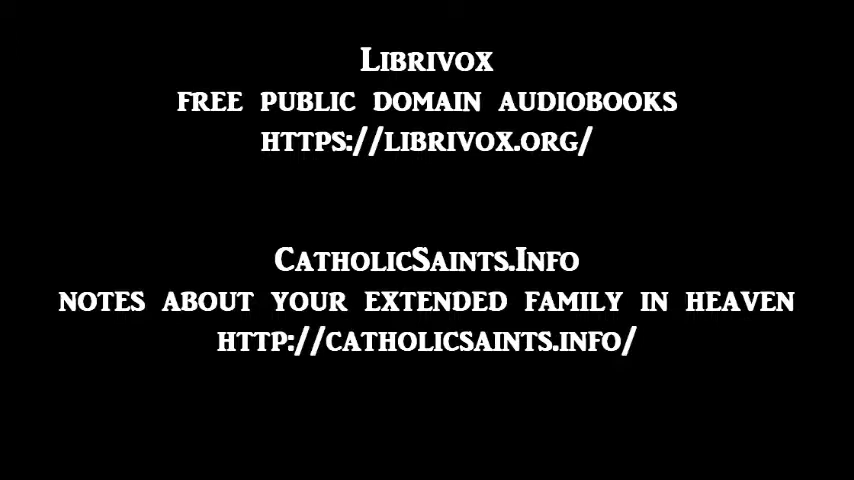 Librivox
free public domain audiobooks
https://librivox.org/
CatholicSaints.Info
notes about your extended family in heaven
http://catholicsaints.info/